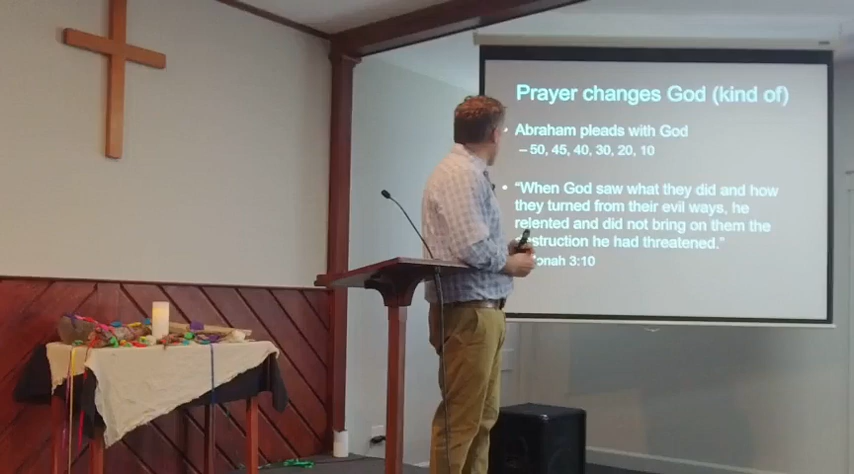 Prayer changes God (kind of)
• Abraham pleads with God
– 50, 45, 40, 30, 20, 10
• “When God saw what they did and how
they turned from their evil ways, he
relented and did not bring on them the
struction he had threatened.”
onah 3:10